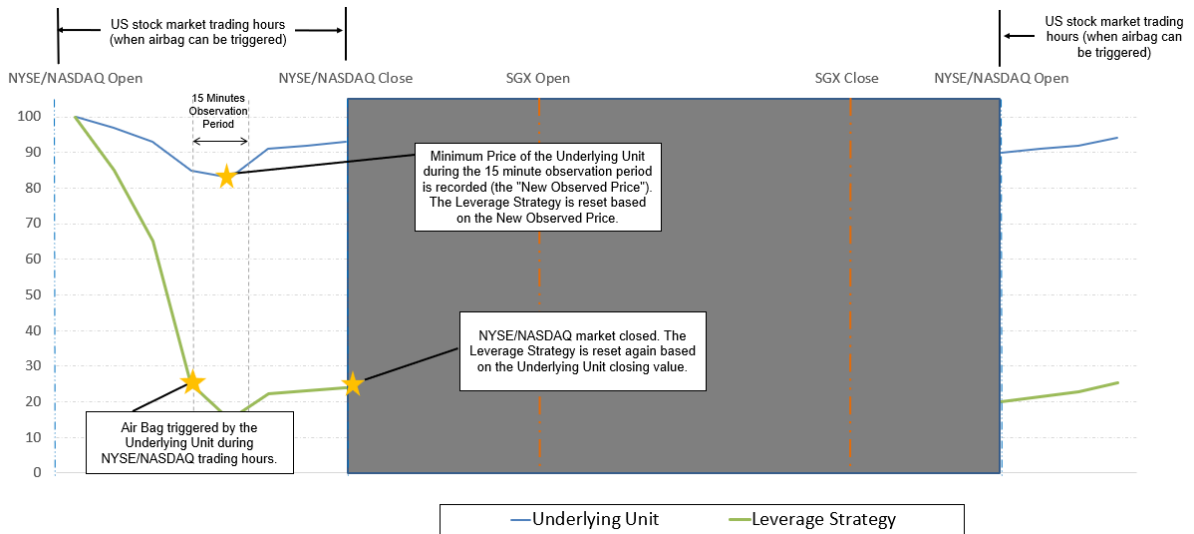 US stock market trading hours
(when airbag can be triggered)
US stock market trading
hours (when airbag can
be triggered)
NYSE/NASDAQ Open
NYSE/NASDAQ Close
SGX Open
SGX Close
NYSE/NASDAQ Open
15 Minutes
Observation
Period
100
90
80
70
60
50
40
30
20
10
0
Minimum Price of the Underlying Unit
during the 15 minute observation period
is recorded (the "New Observed Price").
The Leverage Strategy is reset based
on the New Observed Price.
NYSE/NASDAQ market closed. The
Leverage Strategy is reset again based
on the Underlying Unit closing value.
Air Bag triggered by the
Underlying Unit during
NYSE/NASDAQ trading hours.
Underlying Unit
Leverage Strategy